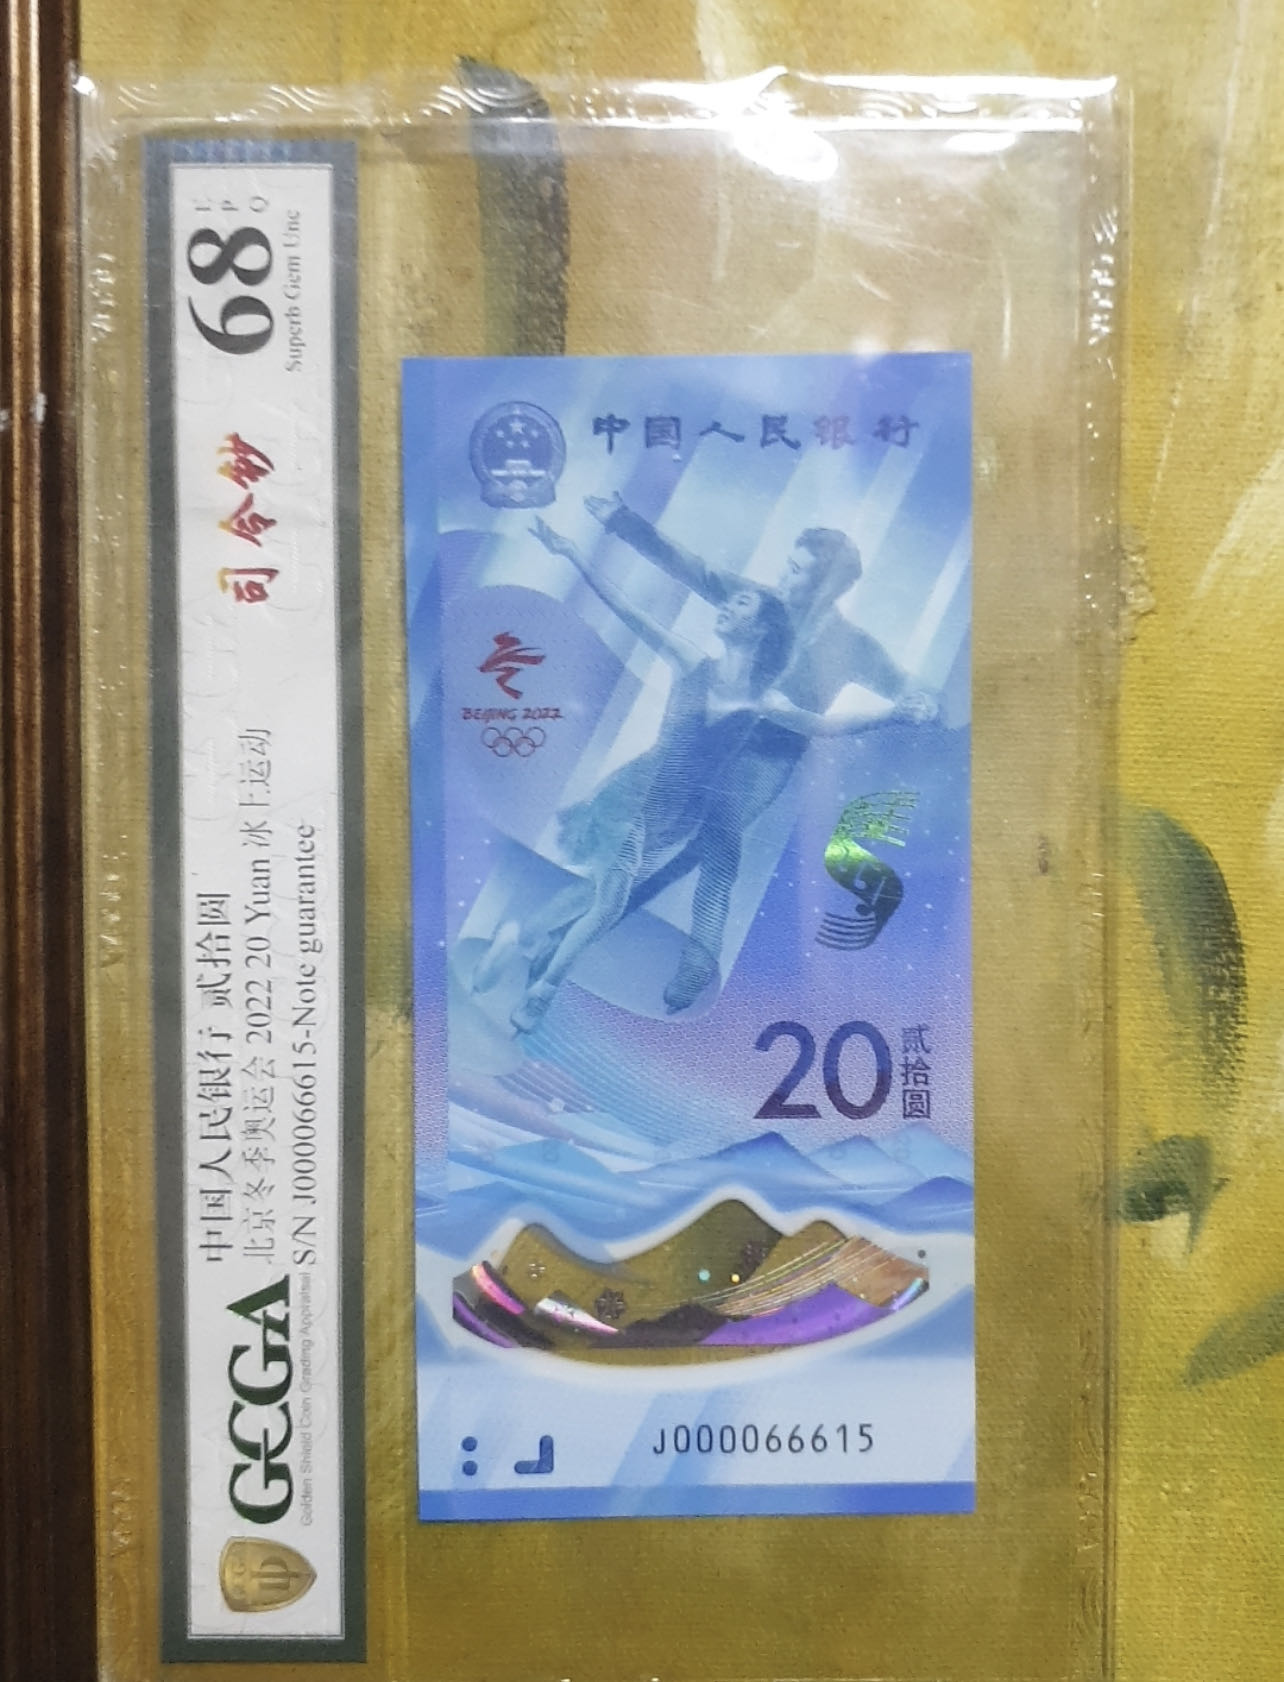 中国人民银行 贰拾圆
北京冬季奥运会 2022 20 Yuan 冰上运动
S/N J000066615-Note guarantee
司令钞
68
E
P
Q
Superb Gem Unc
GCGA
Golden Shield Coin Grading Appraisal
中国人民银行
BEIJING 2022
20
贰拾圆
J000066615